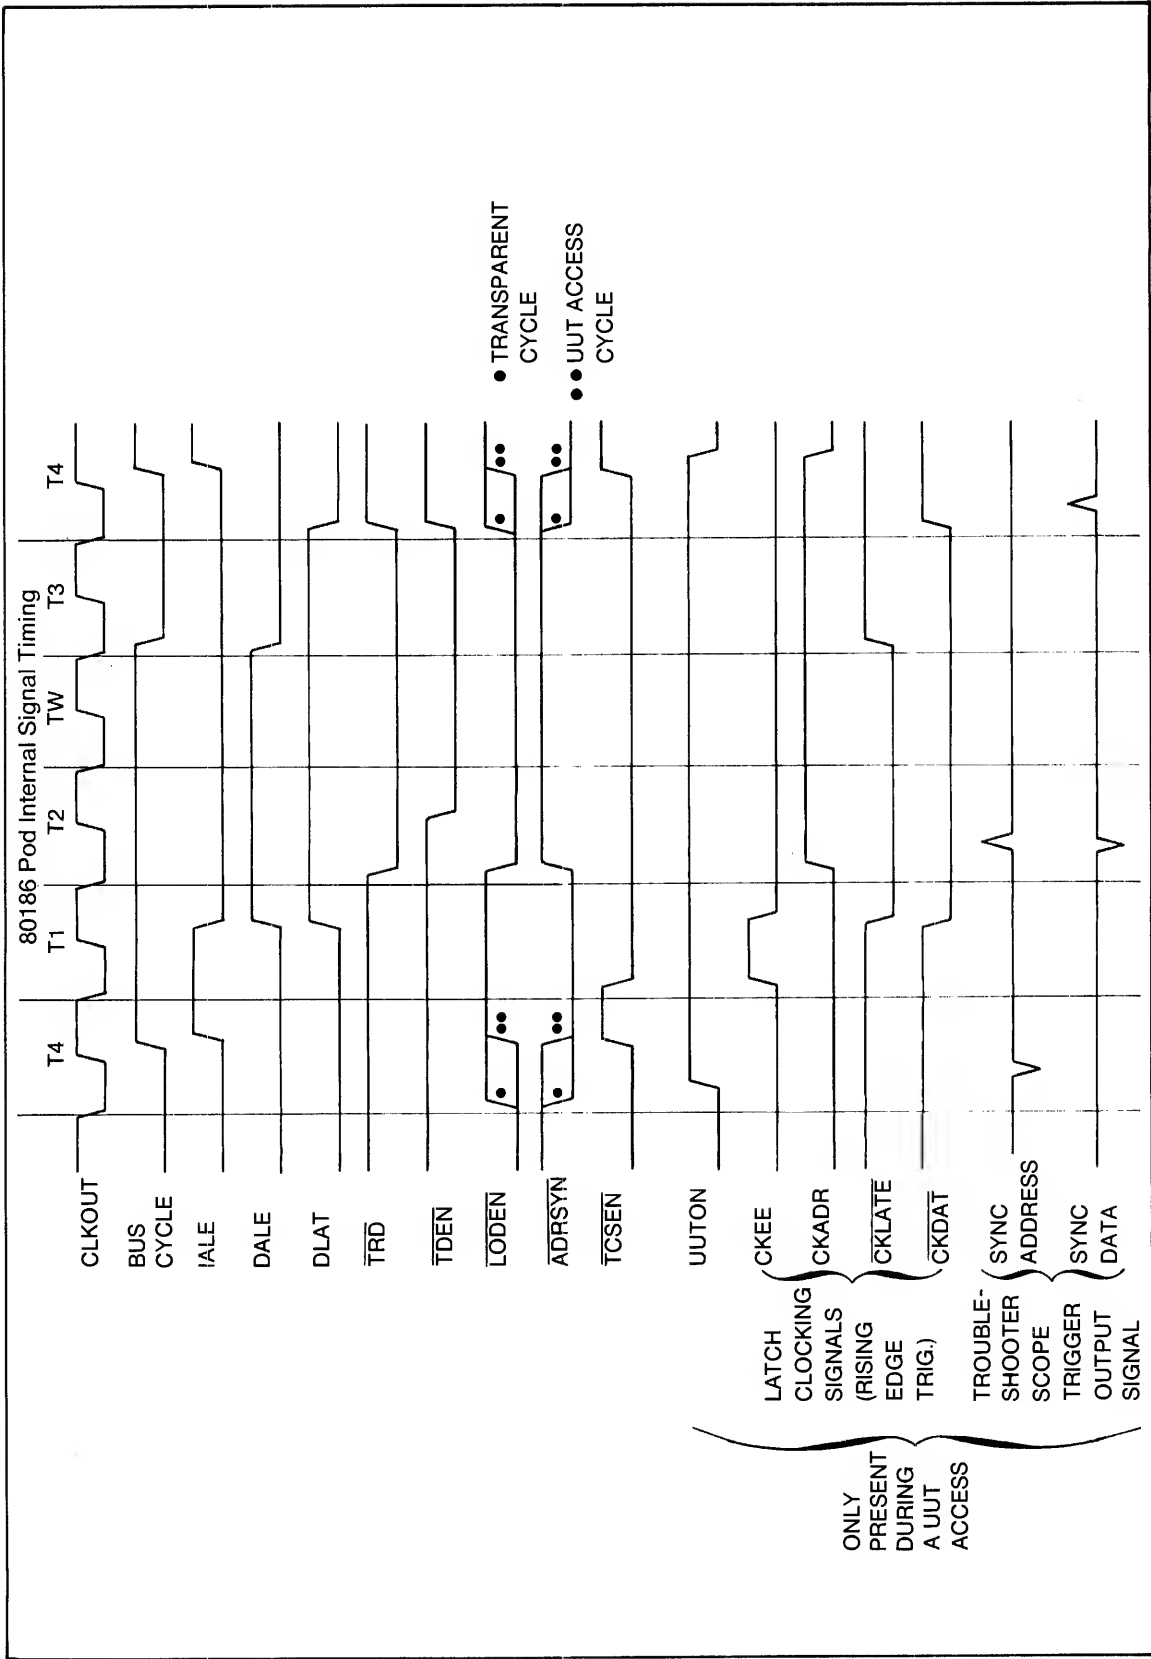 80186 Pod Internal Signal Timing
T4 T1 T2 TW T3 T4
CLKOUT
BUS
CYCLE
IALE
DALE
DLAT
TRD
TDEN
LODEN
ADRSYN
TCSEN
UUTON
CKEE
CKADR
CKLATE
CKDAT
SYNC
ADDRESS
SYNC
DATA
LATCH
CLOCKING
SIGNALS
(RISING
EDGE
TRIG.)
TROUBLE-
SHOOTER
SCOPE
TRIGGER
OUTPUT
SIGNAL
ONLY
PRESENT
DURING
A UUT
ACCESS
• TRANSPARENT
CYCLE
•• UUT ACCESS
CYCLE